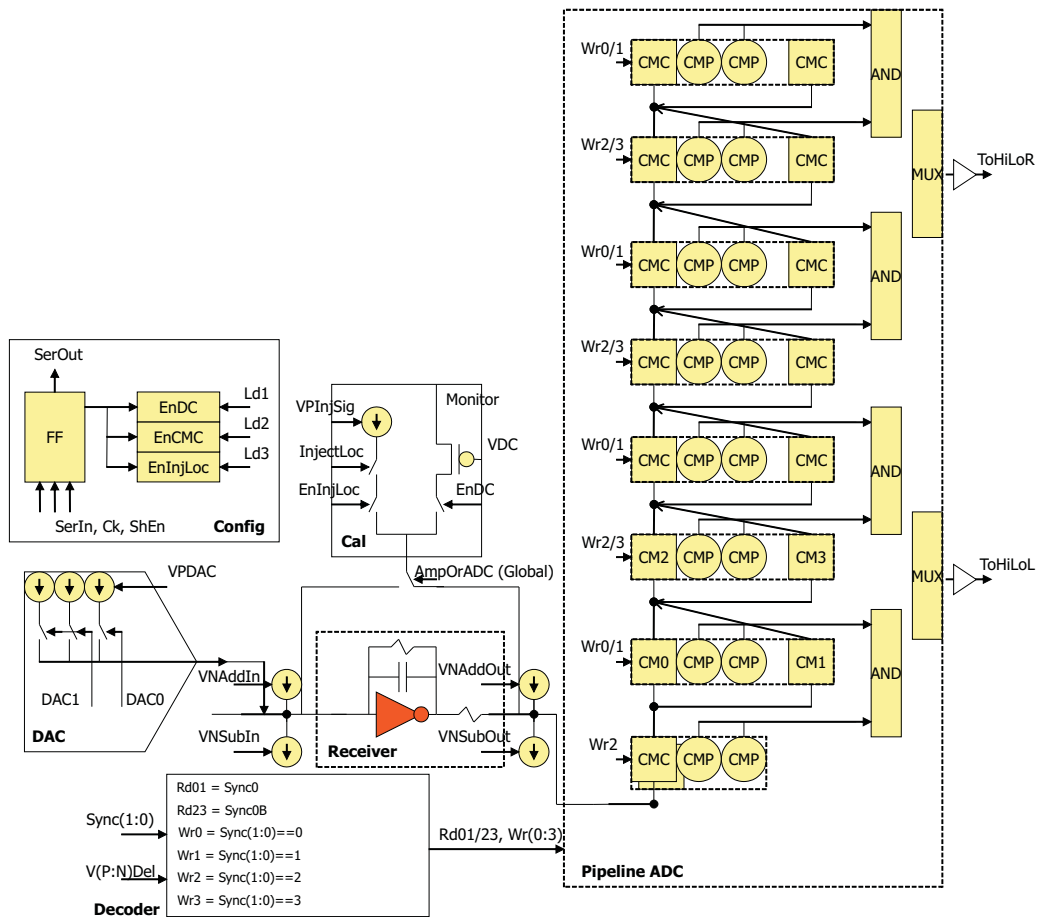 Wr0/1
CMC
CMP
CMP
CMC
AND
Wr2/3
CMC
CMP
CMP
CMC
MUX
ToHiLoR
Wr0/1
CMC
CMP
CMP
CMC
AND
Wr2/3
CMC
CMP
CMP
CMC
Wr0/1
CMC
CMP
CMP
CMC
AND
Wr2/3
CM2
CMP
CMP
CM3
MUX
ToHiLoL
Wr0/1
CM0
CMP
CMP
CM1
AND
Wr2
CMC
CMP
CMP
Pipeline ADC
SerOut
FF
EnDC
EnCMC
EnInjLoc
Ld1
Ld2
Ld3
SerIn, Ck, ShEn
Config
VPInjSig
Monitor
VDC
InjectLoc
EnInjLoc
EnDC
Cal
AmpOrADC (Global)
VPDAC
DAC1
DAC0
DAC
VNAddIn
VNSubIn
VNAddOut
VNSubOut
Receiver
Sync(1:0)
V(P:N)Del
Rd01 = Sync0
Rd23 = Sync0B
Wr0 = Sync(1:0)==0
Wr1 = Sync(1:0)==1
Wr2 = Sync(1:0)==2
Wr3 = Sync(1:0)==3
Decoder
Rd01/23, Wr(0:3)